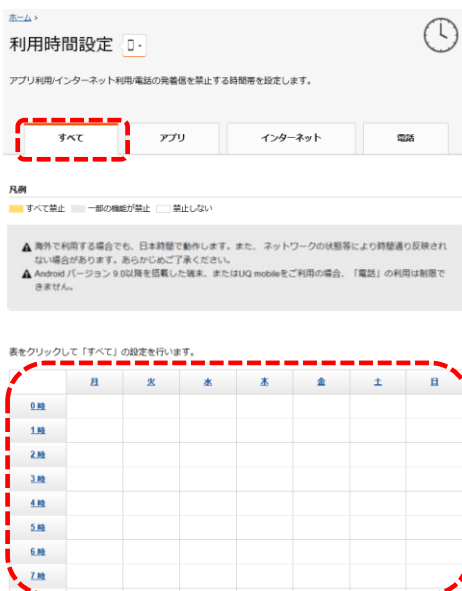 ホーム ›
利用時間設定
アプリ利用/インターネット利用/電話の発着信を禁止する時間帯を設定します。
すべて アプリ インターネット 電話
凡例
すべて禁止 一部の機能が禁止 禁止しない
海外で利用する場合でも、日本時間で動作します。また、 ネットワークの状態等により時間通り反映され
ない場合があります。あらかじめご了承ください。
Android バージョン 9.0以降を搭載した端末、またはUQ mobileをご利用の場合、「電話」の利用は制限で
きません。
表をクリックして「すべて」の設定を行います。
月 火 水 木 金 土 日
0 時
1 時
2 時
3 時
4 時
5 時
6 時
7 時